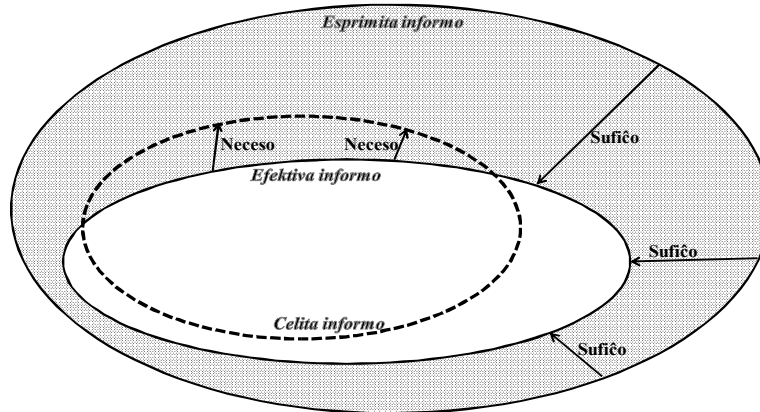 Esprimita informo
Neceso
Neceso
Sufiĉo
Efektiva informo
Sufiĉo
Celita informo
Sufiĉo